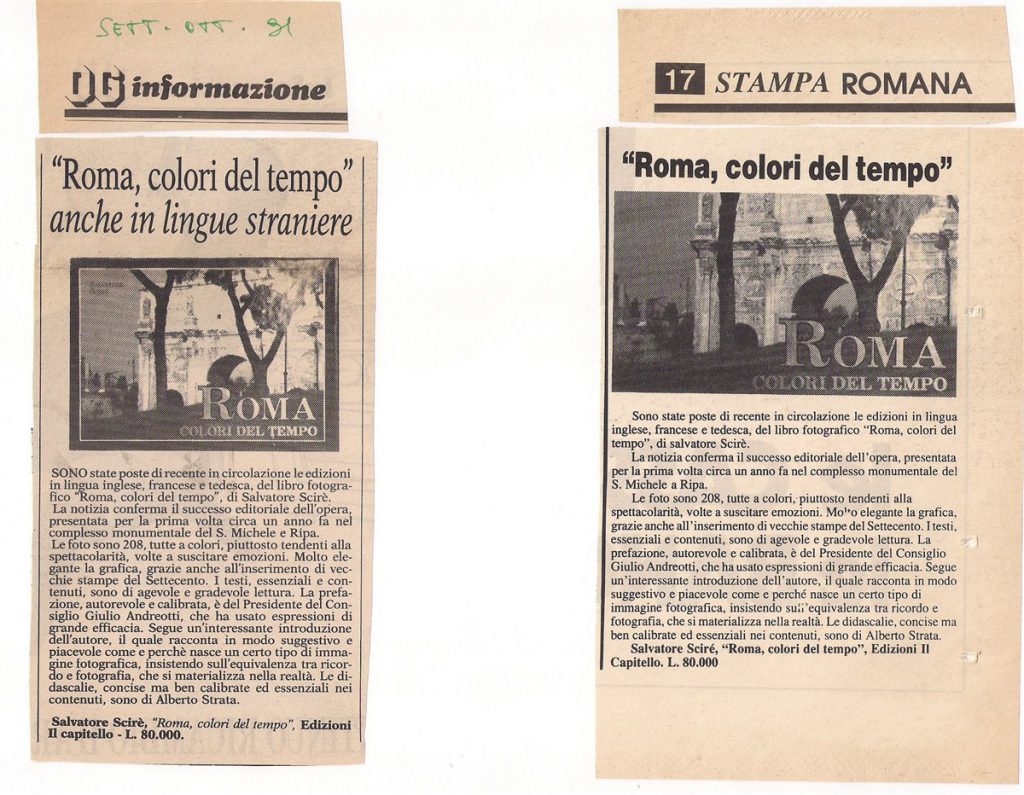 SETT. OTT. 91
DG informazione
“Roma, colori del tempo”
anche in lingue straniere
ROMA
COLORI DEL TEMPO
SONO state poste di recente in circolazione le edizioni
in lingua inglese, francese e tedesca, del libro fotogra-
fico “Roma, colori del tempo”, di Salvatore Scirè.
La notizia conferma il successo editoriale dell’opera,
presentata per la prima volta circa un anno fa nel
complesso monumentale del S. Michele e Ripa.
Le foto sono 208, tutte a colori, piuttosto tendenti alla
spettacolarità, volte a suscitare emozioni. Molto ele-
gante la grafica, grazie anche all’inserimento di vec-
chie stampe del Settecento. I testi, essenziali e con-
tenuti, sono di agevole e gradevole lettura. La prefa-
zione, autorevole e calibrata, è del Presidente del Con-
siglio Giulio Andreotti, che ha usato espressioni di
grande efficacia. Segue un’interessante introduzione
dell’autore, il quale racconta in modo suggestivo e
piacevole come e perchè nasce un certo tipo di imma-
gine fotografica, insistendo sull’equivalenza tra ricor-
do e fotografia, che si materializza nella realtà. Le di-
dascalie, concise ma ben calibrate ed essenziali nei
contenuti, sono di Alberto Strata.
Salvatore Scirè, “Roma, colori del tempo”, Edizioni
Il capitello - L. 80.000.
17 STAMPA ROMANA
“Roma, colori del tempo”
ROMA
COLORI DEL TEMPO
Sono state poste di recente in circolazione le edizioni in lingua
inglese, francese e tedesca, del libro fotografico “Roma, colori del
tempo”, di salvatore Scirè.
La notizia conferma il successo editoriale dell’opera, presentata
per la prima volta circa un anno fa nel complesso monumentale del
S. Michele a Ripa.
Le foto sono 208, tutte a colori, piuttosto tendenti alla
spettacolarità, volte a suscitare emozioni. Molto elegante la grafica,
grazie anche all’inserimento di vecchie stampe del Settecento. I testi,
essenziali e contenuti, sono di agevole e gradevole lettura. La
prefazione, autorevole e calibrata, è del Presidente del Consiglio
Giulio Andreotti, che ha usato espressioni di grande efficacia. Segue
un’interessante introduzione dell’autore, il quale racconta in modo
suggestivo e piacevole come e perché nasce un certo tipo di
immagine fotografica, insistendo sull’equivalenza tra ricordo e
fotografia, che si materializza nella realtà. Le didascalie, concise ma
ben calibrate ed essenziali nei contenuti, sono di Alberto Strata.
Salvatore Sciré, “Roma, colori del tempo”, Edizioni Il
Capitello. L. 80.000